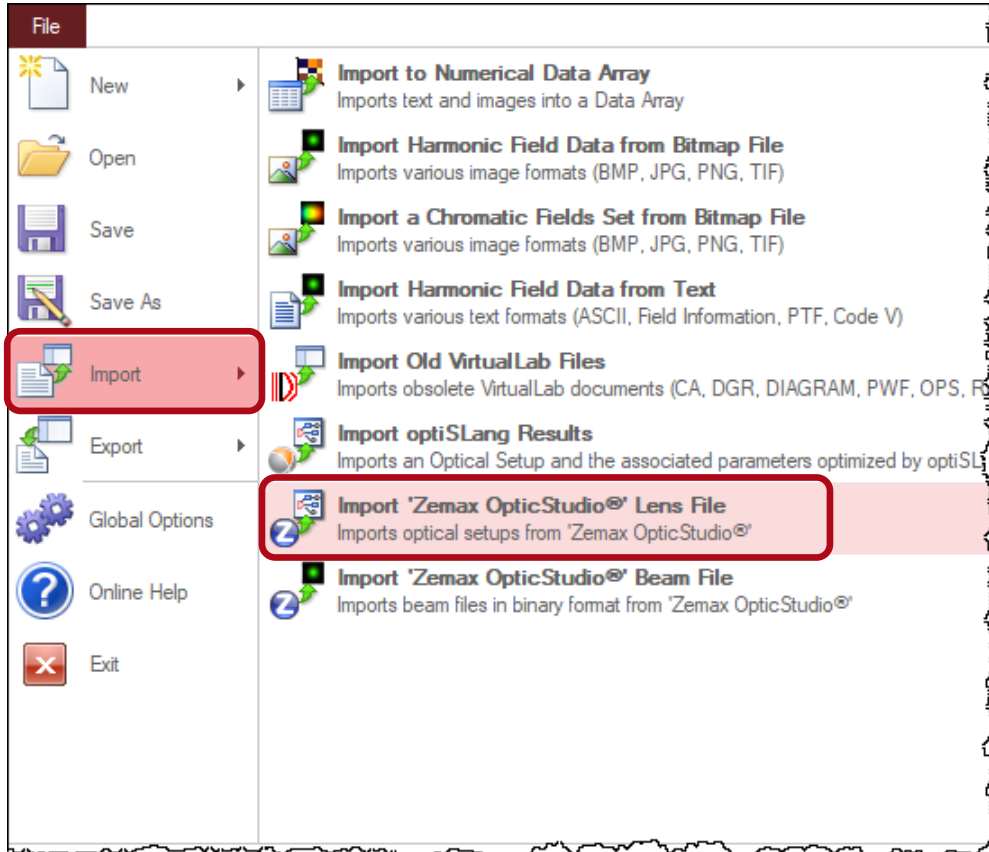 File
New
Open
Save
Save As
Import
Export
Global Options
Online Help
Exit
Import to Numerical Data Array
Imports text and images into a Data Array
Import Harmonic Field Data from Bitmap File
Imports various image formats (BMP, JPG, PNG, TIF)
Import a Chromatic Fields Set from Bitmap File
Imports various image formats (BMP, JPG, PNG, TIF)
Import Harmonic Field Data from Text
Imports various text formats (ASCII, Field Information, PTF, Code V)
Import Old VirtualLab Files
Imports obsolete VirtualLab documents (CA, DGR, DIAGRAM, PWF, OPS,
Import optiSLang Results
Imports an Optical Setup and the associated parameters optimized by
Import 'Zemax OpticStudio®' Lens File
Imports optical setups from 'Zemax OpticStudio®'
Import 'Zemax OpticStudio®' Beam File
Imports beam files in binary format from 'Zemax OpticStudio®'